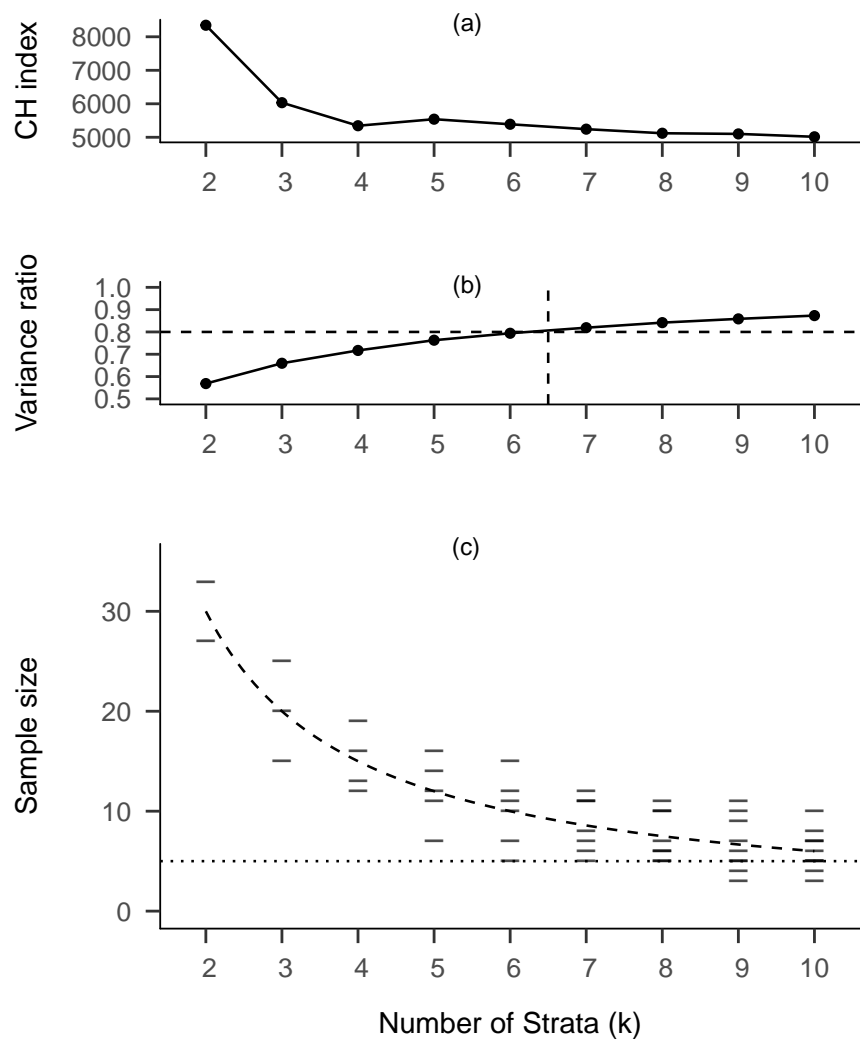 (a)
CH index
8000
7000
6000
5000
2 3 4 5 6 7 8 9 10
(b)
Variance ratio
1.0
0.9
0.8
0.7
0.6
0.5
2 3 4 5 6 7 8 9 10
(c)
Sample size
30
20
10
0
2 3 4 5 6 7 8 9 10
Number of Strata (k)